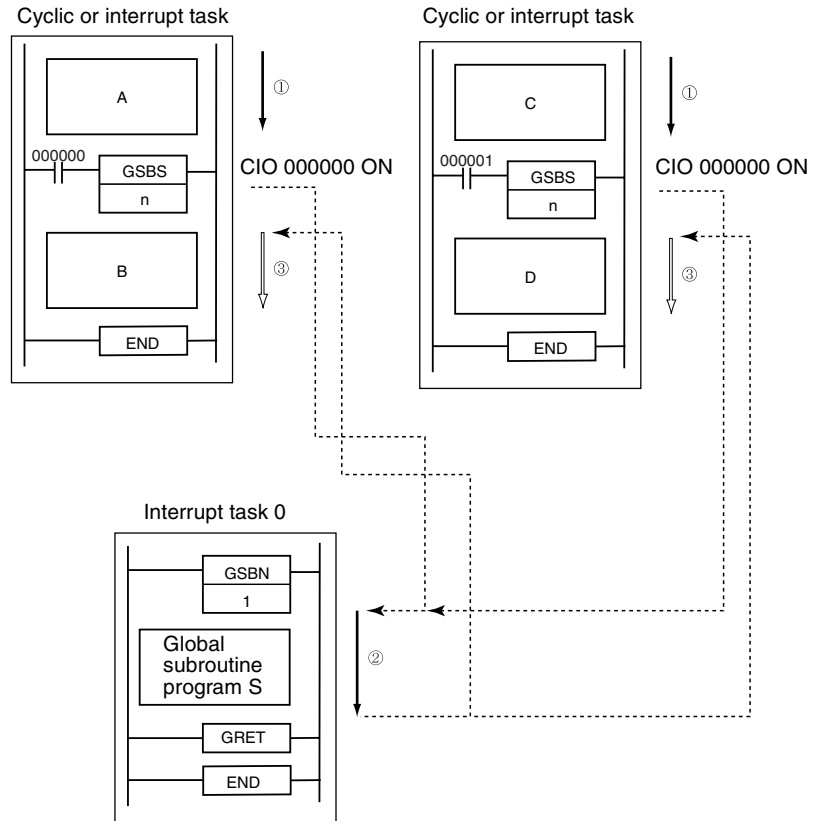 Cyclic or interrupt task
A
①
000000
GSBS
n
CIO 000000 ON
B
③
END
Cyclic or interrupt task
C
①
000001
GSBS
n
CIO 000000 ON
D
③
END
Interrupt task 0
GSBN
1
Global
subroutine
program S
②
GRET
END